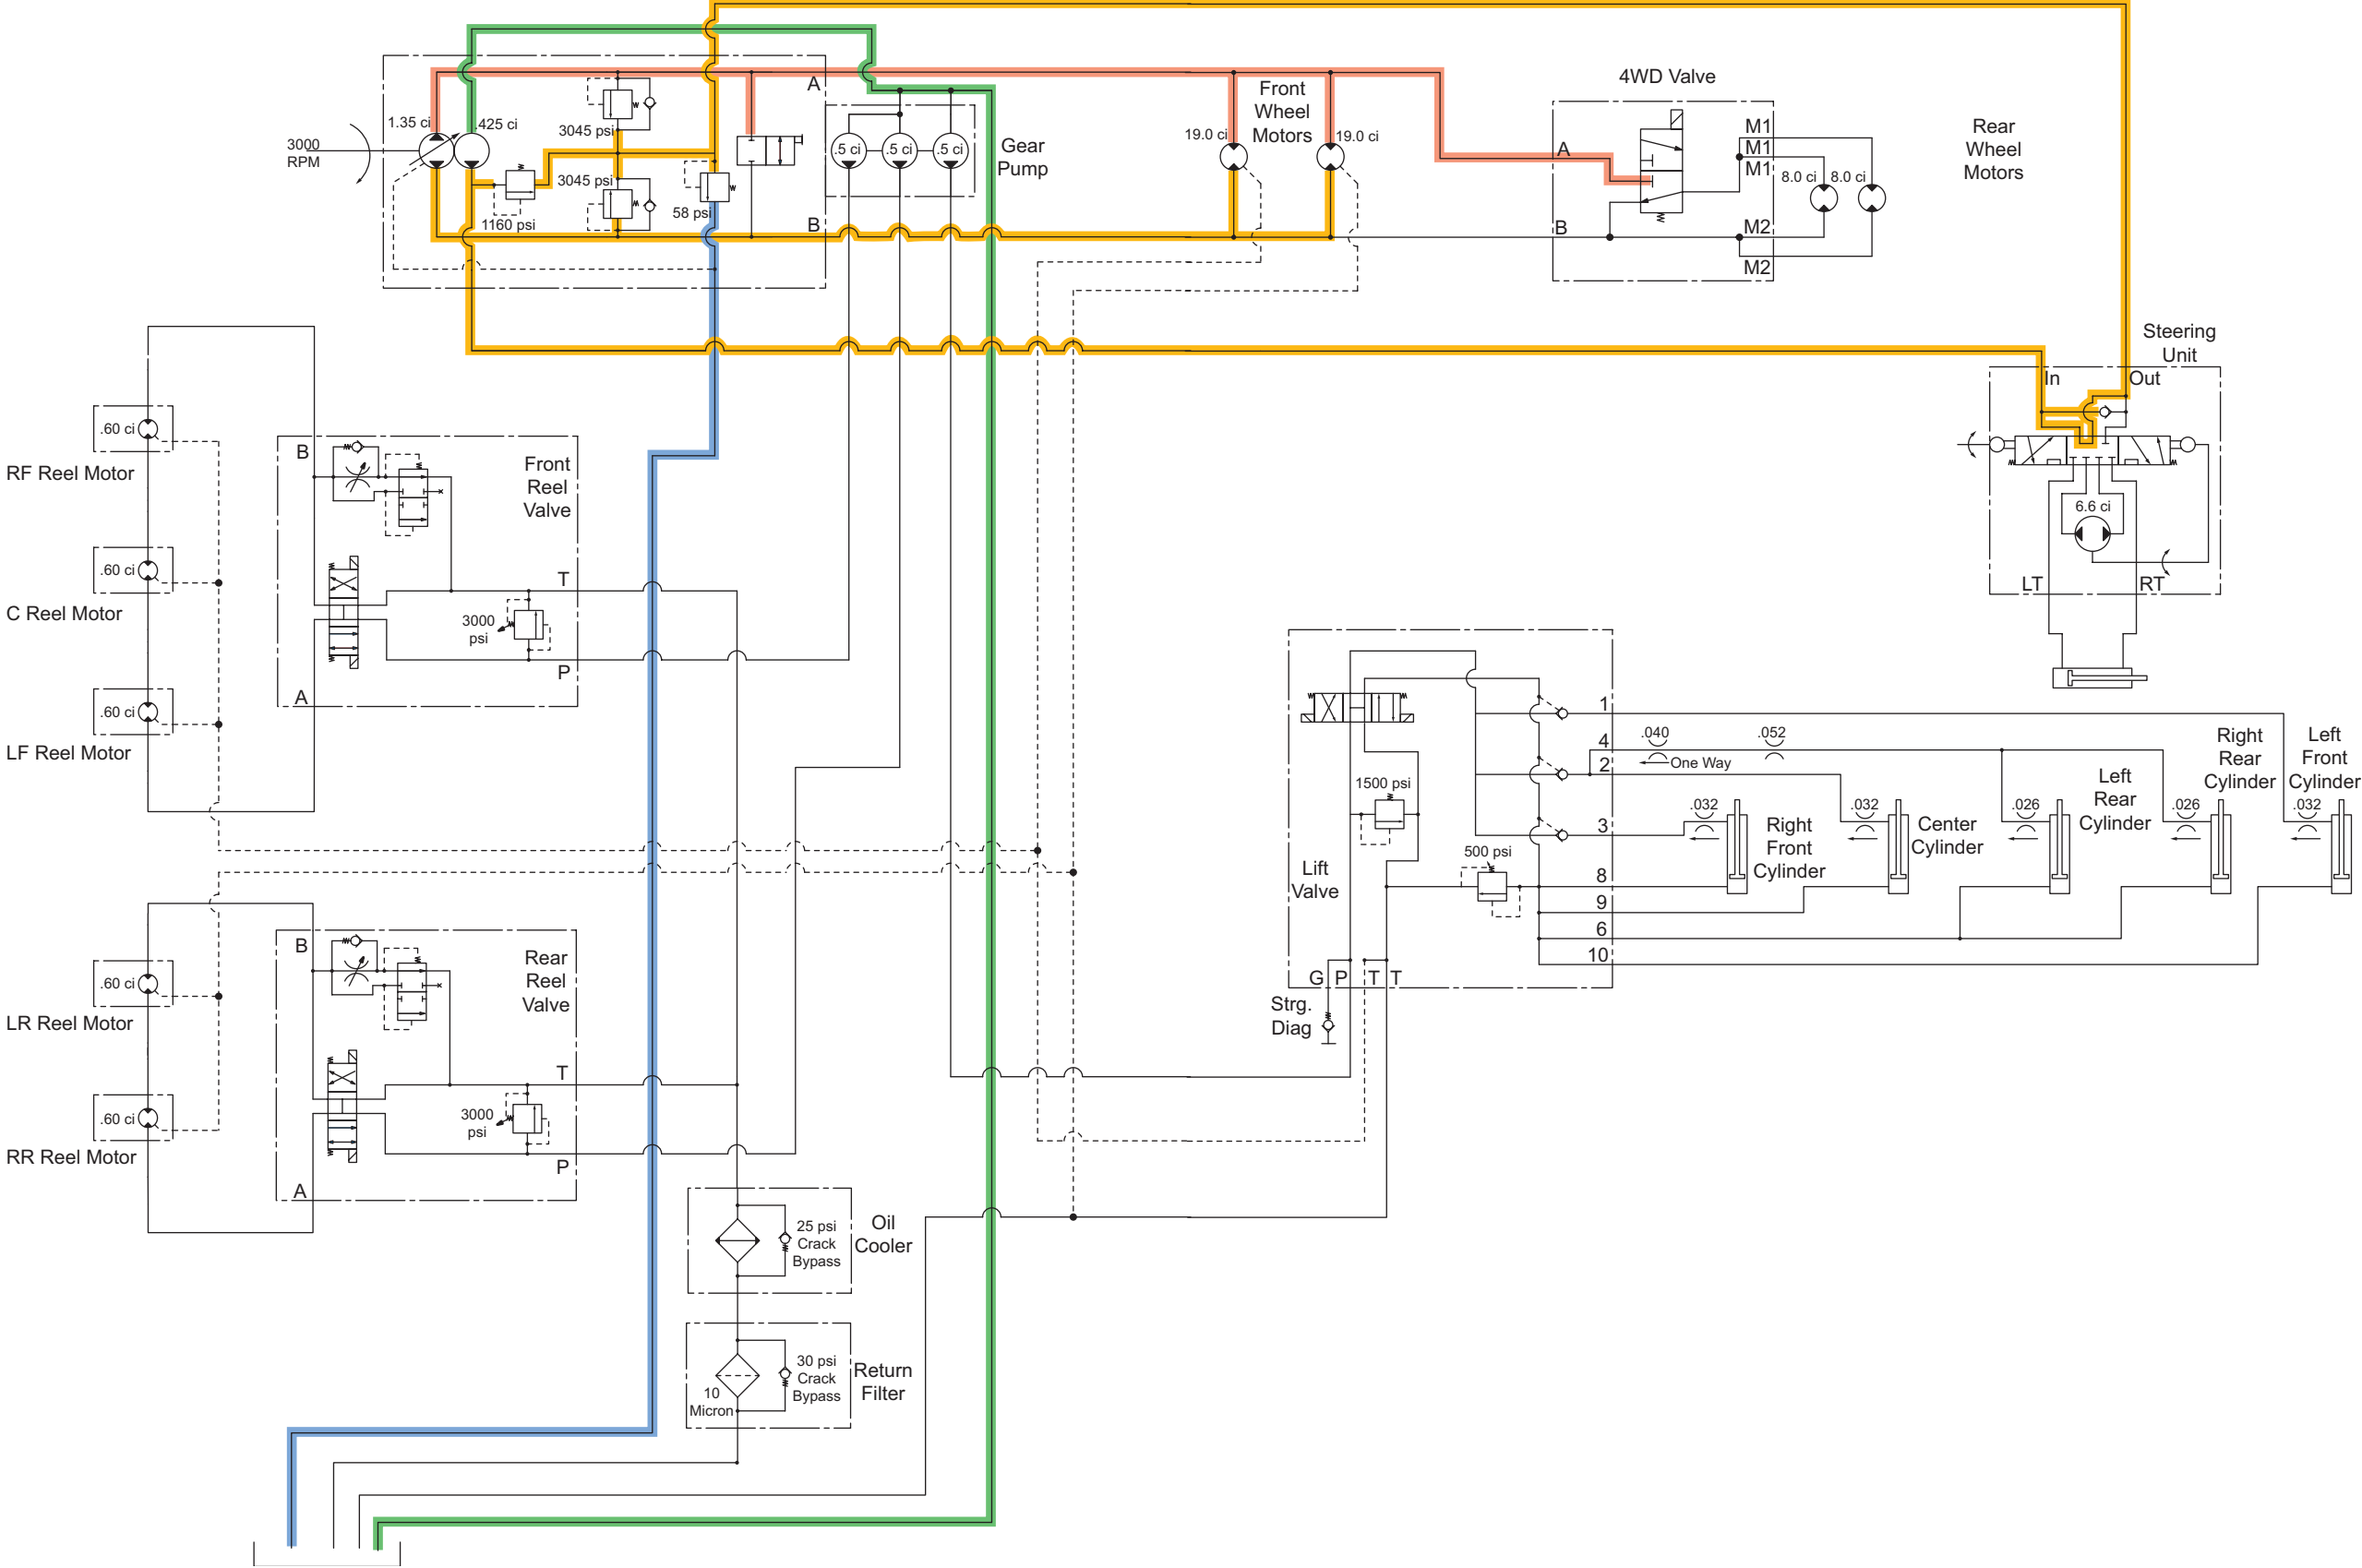 4WD Valve
A
1.35 ci
.425 ci
3000
RPM
3045 psi
3045 psi
1160 psi
58 psi
B
.5 ci
.5 ci
.5 ci
Gear
Pump
Front
Wheel
Motors
19.0 ci
19.0 ci
A
B
M1
M1
M1
M2
M2
8.0 ci
8.0 ci
Rear
Wheel
Motors
Steering
Unit
In
Out
6.6 ci
LT
RT
.60 ci
RF Reel Motor
.60 ci
C Reel Motor
.60 ci
LF Reel Motor
B
Front
Reel
Valve
T
3000
psi
P
A
1
4
2
3
8
9
6
10
.040
.052
One Way
1500 psi
500 psi
Lift
Valve
G
P
T
T
Strg.
Diag
.032
Right
Front
Cylinder
.032
Center
Cylinder
.026
Left
Rear
Cylinder
.026
Right
Rear
Cylinder
.032
Left
Front
Cylinder
.60 ci
LR Reel Motor
.60 ci
RR Reel Motor
B
Rear
Reel
Valve
T
3000
psi
P
A
25 psi
Crack
Bypass
Oil
Cooler
30 psi
Crack
Bypass
10
Micron
Return
Filter